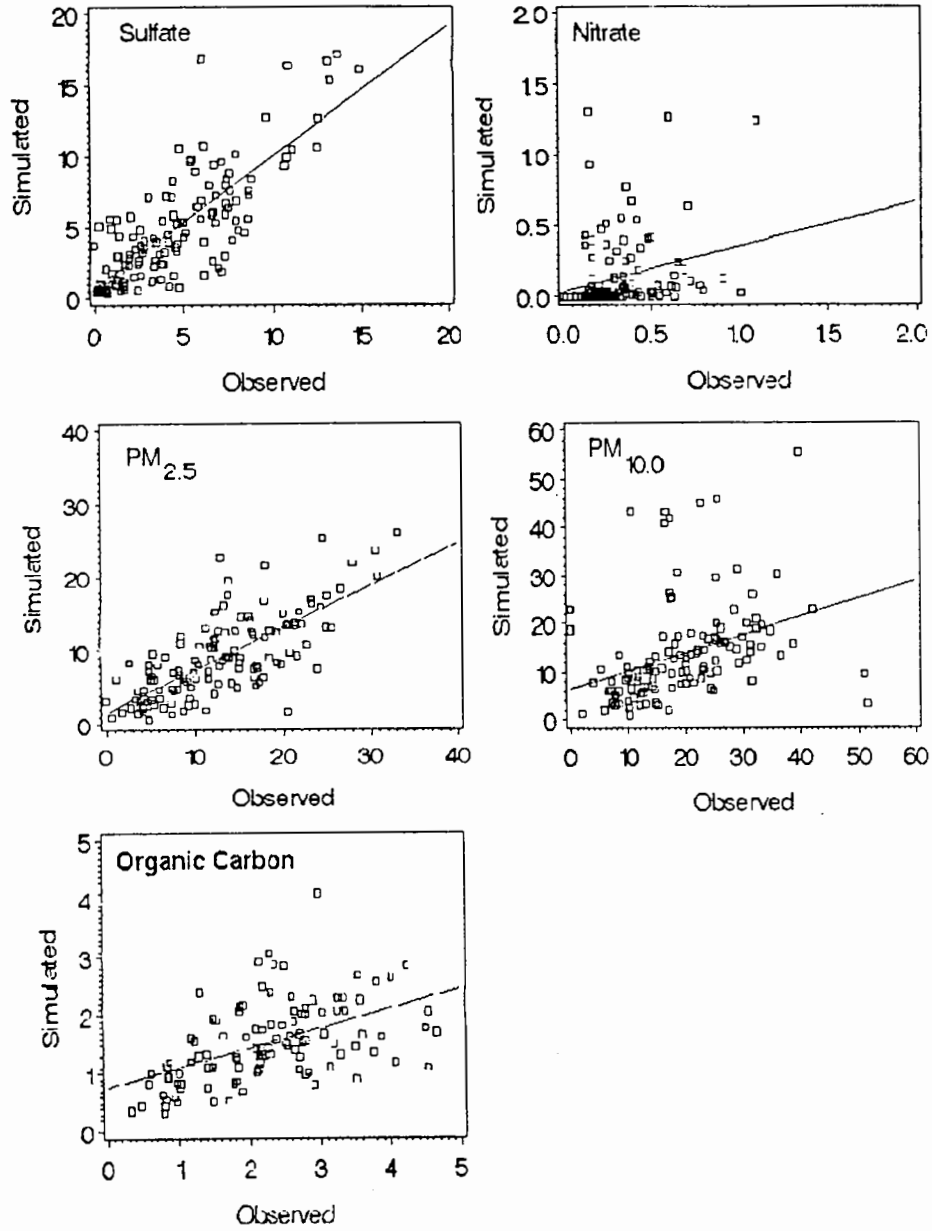 Sulfate
Simulated
20
15
10
5
0
0 5 10 15 20
Observed
Nitrate
Simulated
2.0
1.5
1.0
0.5
0.0
0.0 0.5 1.0 1.5 2.0
Observed
PM2.5
Simulated
40
30
20
10
0
0 10 20 30 40
Observed
PM10.0
Simulated
60
50
40
30
20
10
0
0 10 20 30 40 50 60
Observed
Organic Carbon
Simulated
5
4
3
2
1
0
0 1 2 3 4 5
Observed